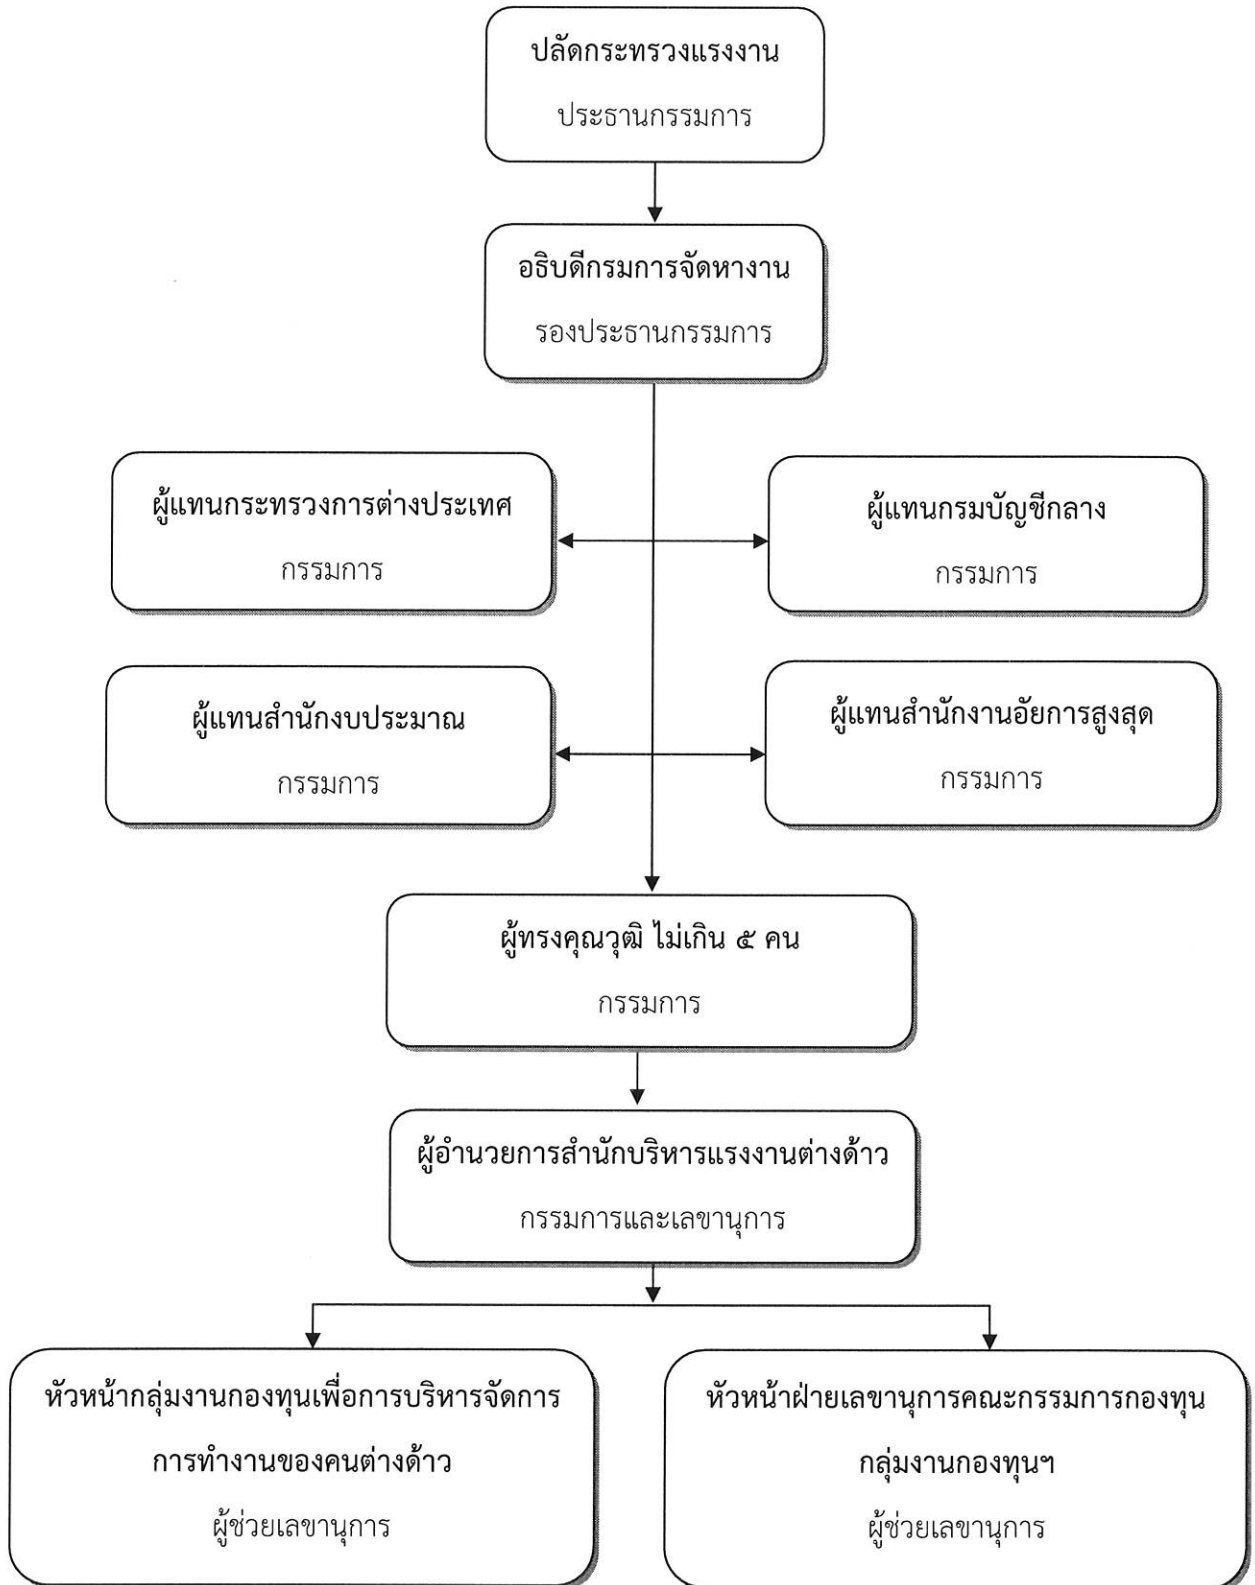 ปลัดกระทรวงแรงงาน
ประธานกรรมการ
อธิบดีกรมการจัดหางาน
รองประธานกรรมการ
ผู้แทนกระทรวงการต่างประเทศ
กรรมการ
ผู้แทนกรมบัญชีกลาง
กรรมการ
ผู้แทนสำนักงบประมาณ
กรรมการ
ผู้แทนสำนักงานอัยการสูงสุด
กรรมการ
ผู้ทรงคุณวุฒิ ไม่เกิน ๕ คน
กรรมการ
ผู้อำนวยการสำนักบริหารแรงงานต่างด้าว
กรรมการและเลขานุการ
หัวหน้ากลุ่มงานกองทุนเพื่อการบริหารจัดการ
การทำงานของคนต่างด้าว
ผู้ช่วยเลขานุการ
หัวหน้าฝ่ายเลขานุการคณะกรรมการกองทุน
กลุ่มงานกองทุนฯ
ผู้ช่วยเลขานุการ